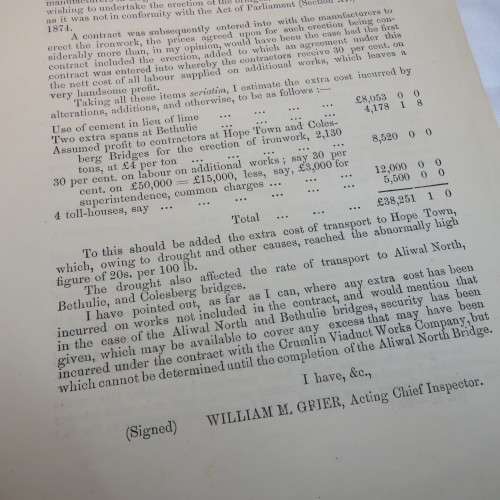 wishing to undertake the erection of the
as it was not in conformity with the Act of Parliament (Section
1874.
A contract was subsequently entered into with the manufacturers to
erect the ironwork, the prices agreed upon for such erection being con-
siderably more than, in my opinion, would have been the case had the first
contract included the erection, added to which an agreement under this
contract was entered into whereby the contractors receive 30 per cent. on
the nett cost of all labour supplied on additional works, which leaves a
very handsome profit.
Taking all these items seriatim, I estimate the extra cost incurred by
alterations, additions, and otherwise, to be as follows :—
Use of cement in lieu of lime ... ... ... ... £8,053 0 0
Two extra spans at Bethulie ... ... ... ... 4,178 1 8
Assumed profit to contractors at Hope Town and Coles-
berg Bridges for the erection of ironwork, 2,130
tons, at £4 per ton ... ... ... ... 8,520 0 0
30 per cent. on labour on additional works ; say 30 per
cent. on £50,000 = £15,000, less, say, £3,000 for
superintendence, common charges ... ... ... 12,000 0 0
4 toll-houses, say ... ... ... ... ... 5,500 0 0
Total ... ... ... £38,251 1 0
To this should be added the extra cost of transport to Hope Town,
which, owing to drought and other causes, reached the abnormally high
figure of 20s. per 100 lb.
The drought also affected the rate of transport to Aliwal North,
Bethulie, and Colesberg bridges.
I have pointed out, as far as I can, where any extra cost has been
incurred on works not included in the contract, and would mention that
in the case of the Aliwal North and Bethulie bridges, security has been
given, which may be available to cover any excess that may have been
incurred under the contract with the Crumlin Viaduct Works Company, but
which cannot be determined until the completion of the Aliwal North Bridge.
I have, &c.,
(Signed) WILLIAM M. GRIER, Acting Chief Inspector.